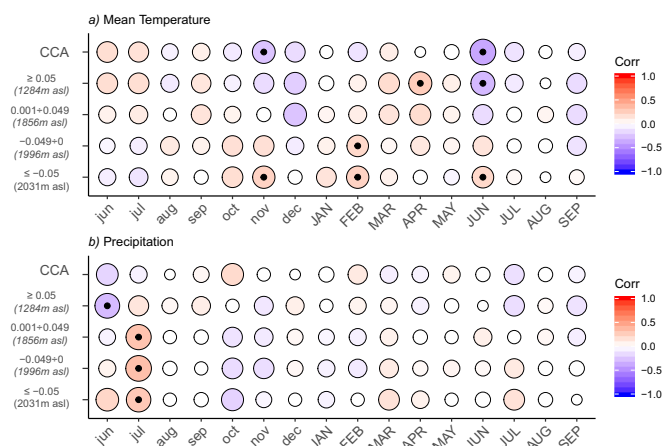 a) Mean Temperature
CCA
≥ 0.05
(1284m asl)
0.001÷0.049
(1856m asl)
−0.049÷0
(1996m asl)
≤ −0.05
(2031m asl)
jun jul aug sep oct nov dec JAN FEB MAR APR MAY JUN JUL AUG SEP
Corr
1.0
0.5
0.0
−0.5
−1.0
b) Precipitation
CCA
≥ 0.05
(1284m asl)
0.001÷0.049
(1856m asl)
−0.049÷0
(1996m asl)
≤ −0.05
(2031m asl)
jun jul aug sep oct nov dec JAN FEB MAR APR MAY JUN JUL AUG SEP
Corr
1.0
0.5
0.0
−0.5
−1.0